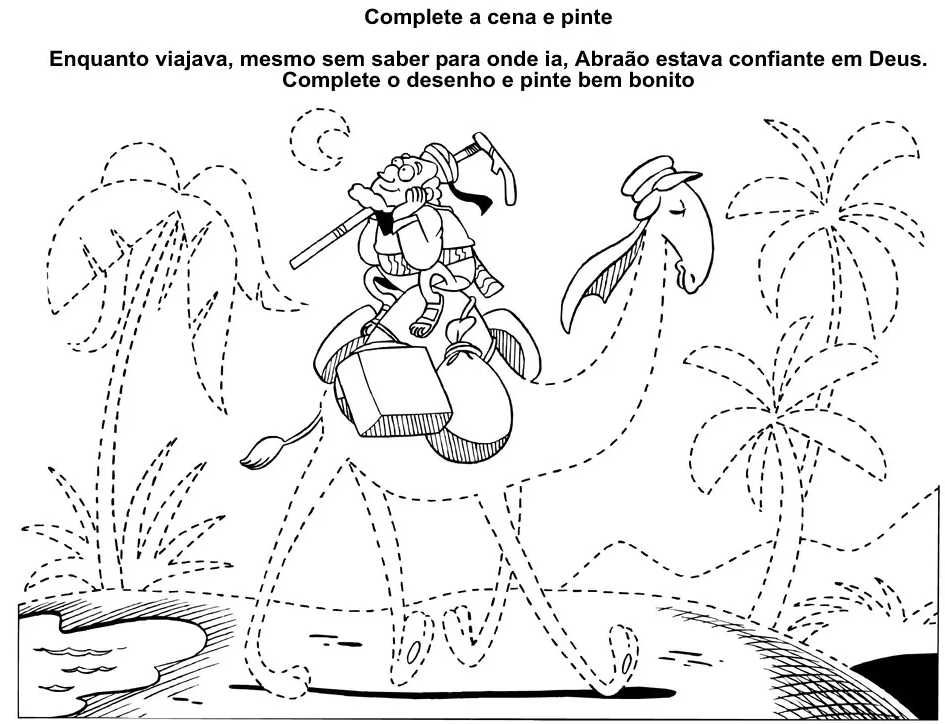 Complete a cena e pinte
Enquanto viajava, mesmo sem saber para onde ia, Abraão estava confiante em Deus.
Complete o desenho e pinte bem bonito